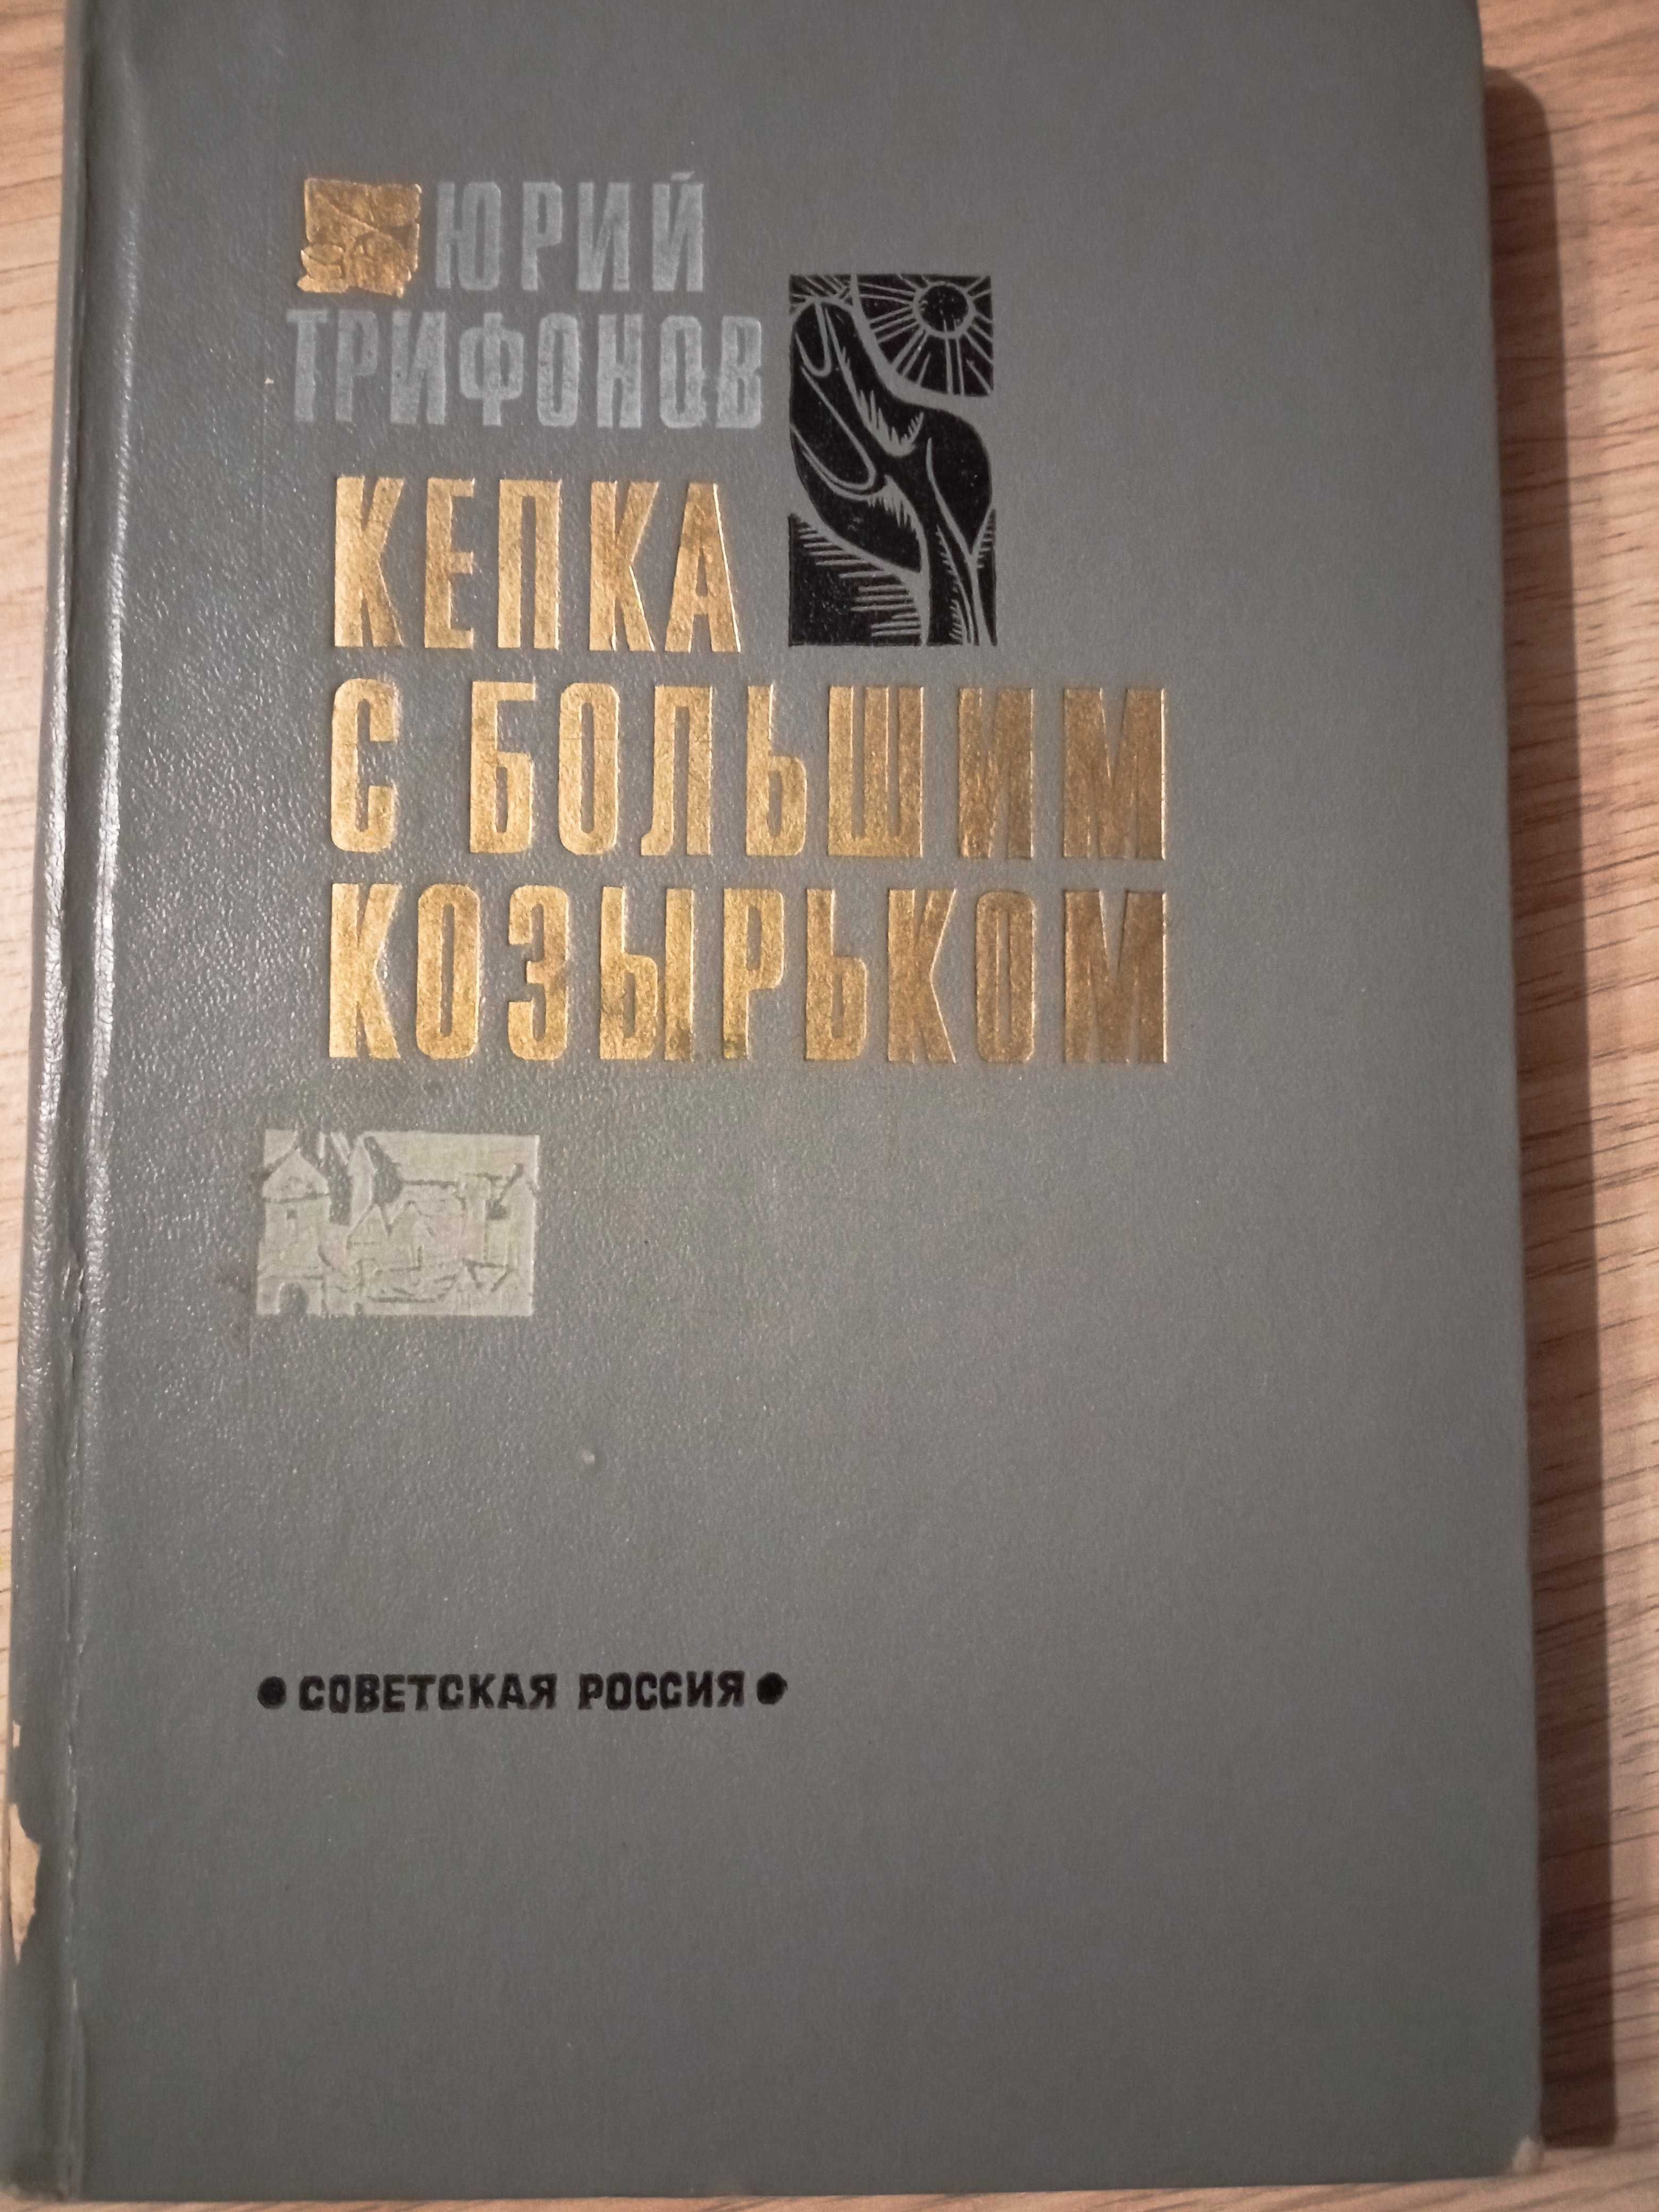 ЮРИЙ
ТРИФОНОВ
КЕПКА
С БОЛЬШИМ
КОЗЫРЬКОМ
• СОВЕТСКАЯ РОССИЯ •